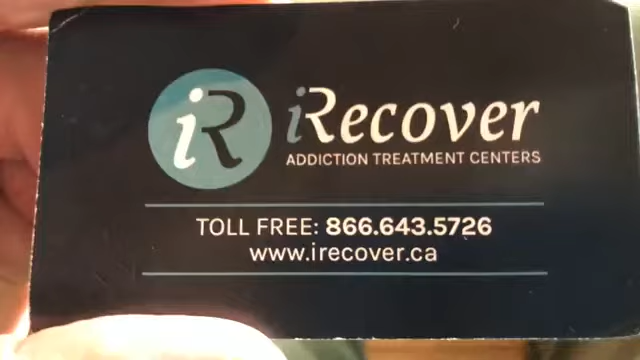 iR
iRecover
ADDICTION TREATMENT CENTERS
TOLL FREE: 866.643.5726
www.irecover.ca